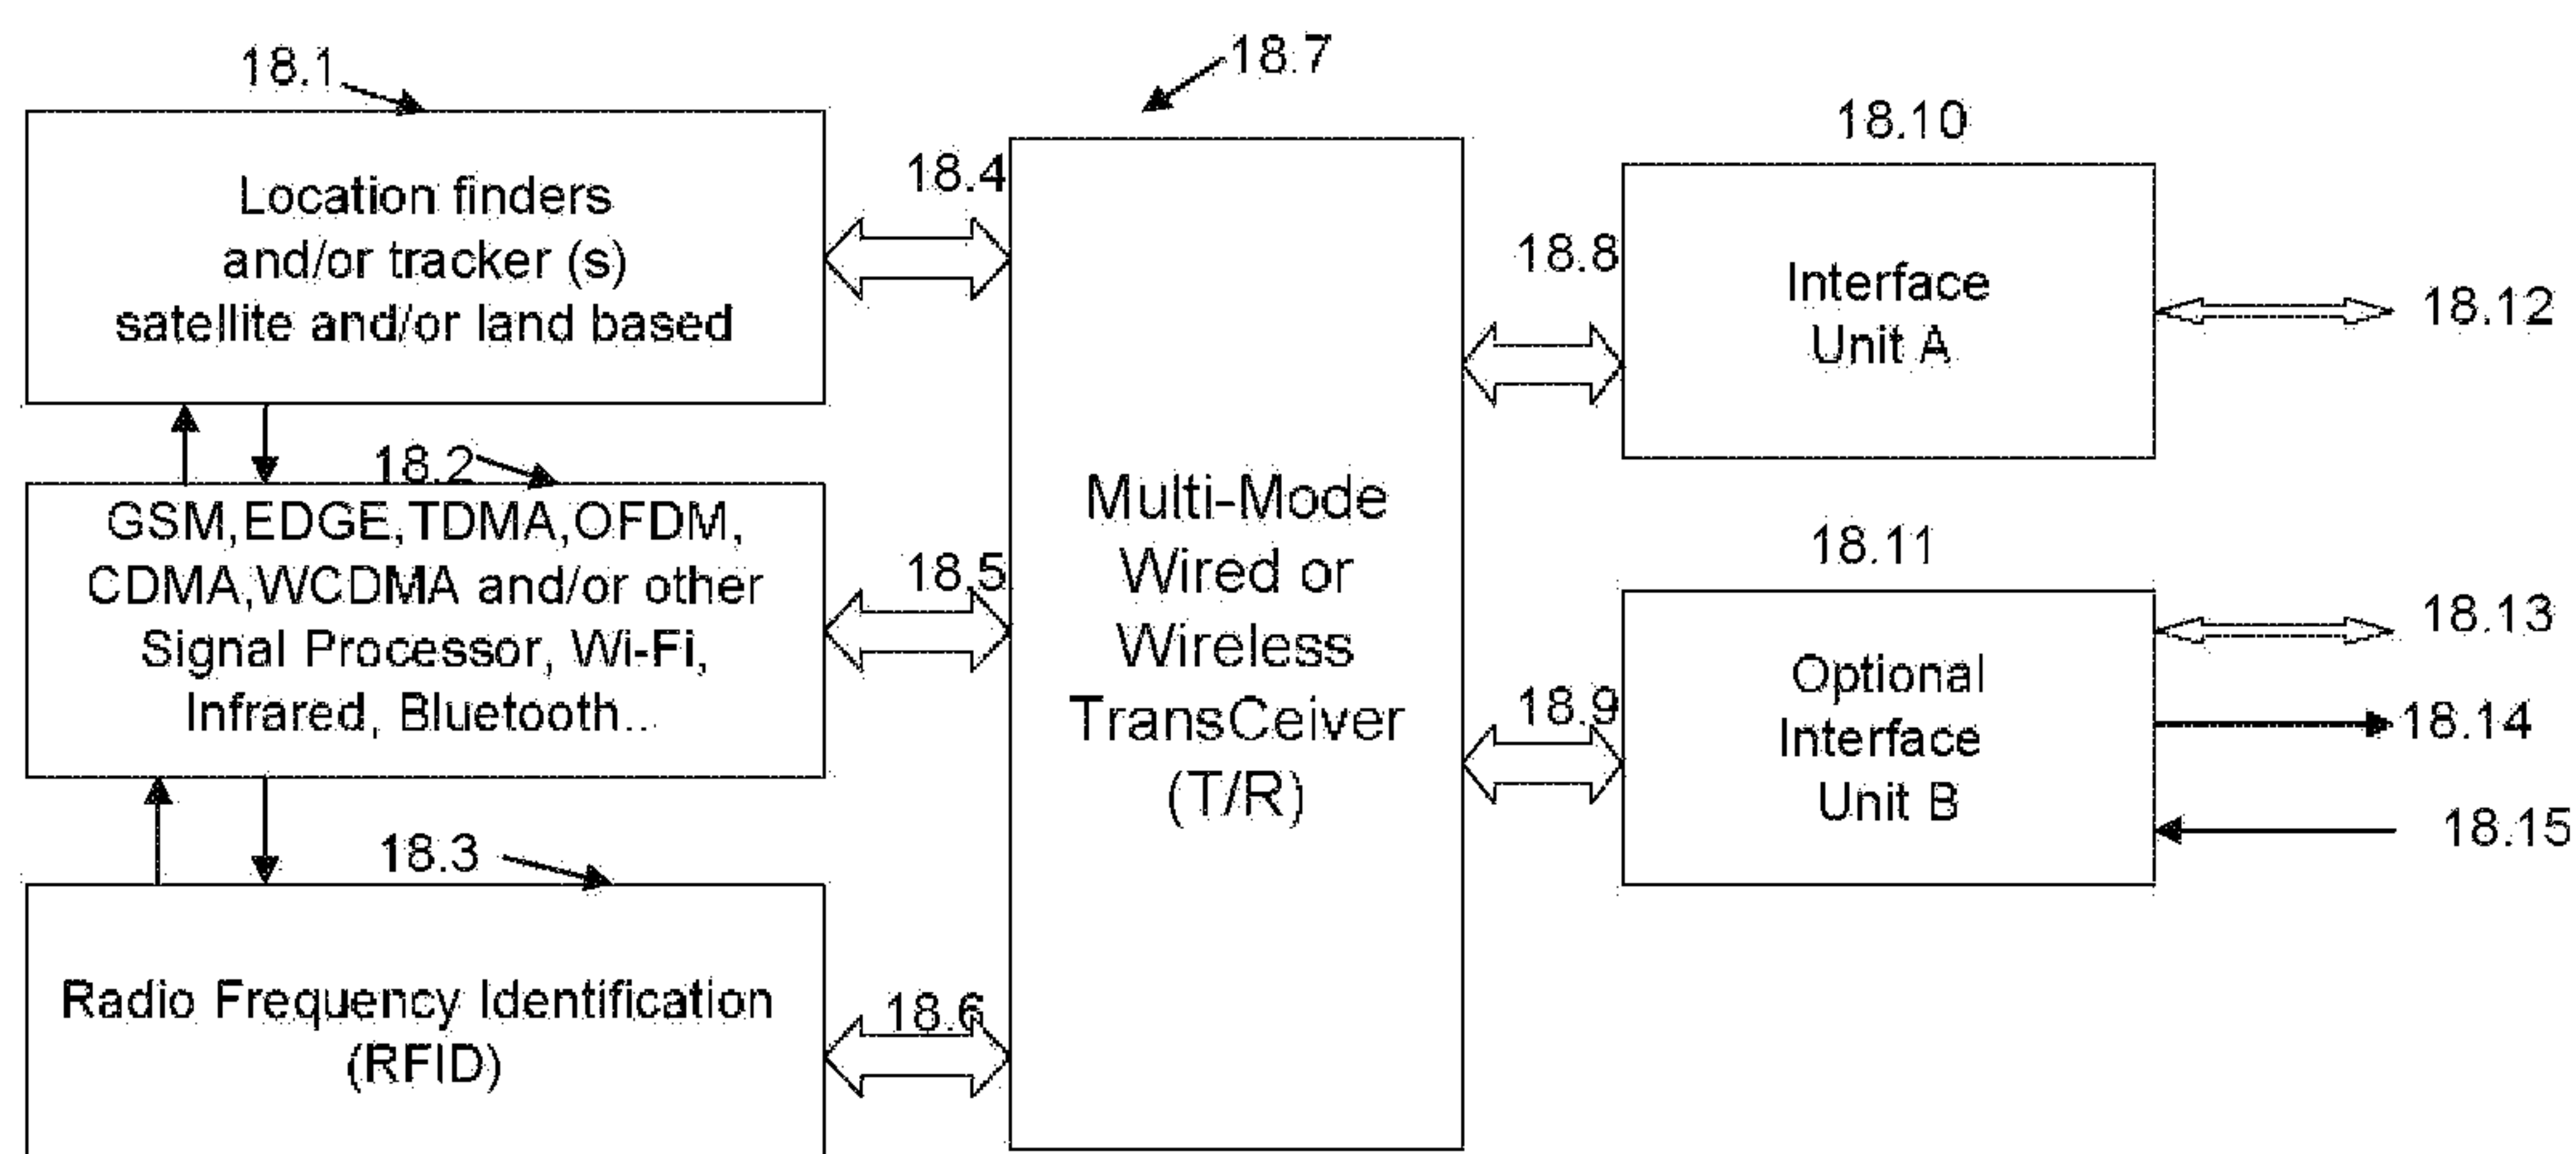 18.1
18.7
18.10
Location finders
and/or tracker (s)
satellite and/or land based
18.4
18.8
Interface
Unit A
18.12
18.2
GSM,EDGE,TDMA,OFDM,
CDMA,WCDMA and/or other
Signal Processor, Wi-Fi,
Infrared, Bluetooth...
18.5
Multi-Mode
Wired or
Wireless
TransCeiver
(T/R)
18.11
18.9
Optional
Interface
Unit B
18.13
18.14
18.15
18.3
Radio Frequency Identification
(RFID)
18.6